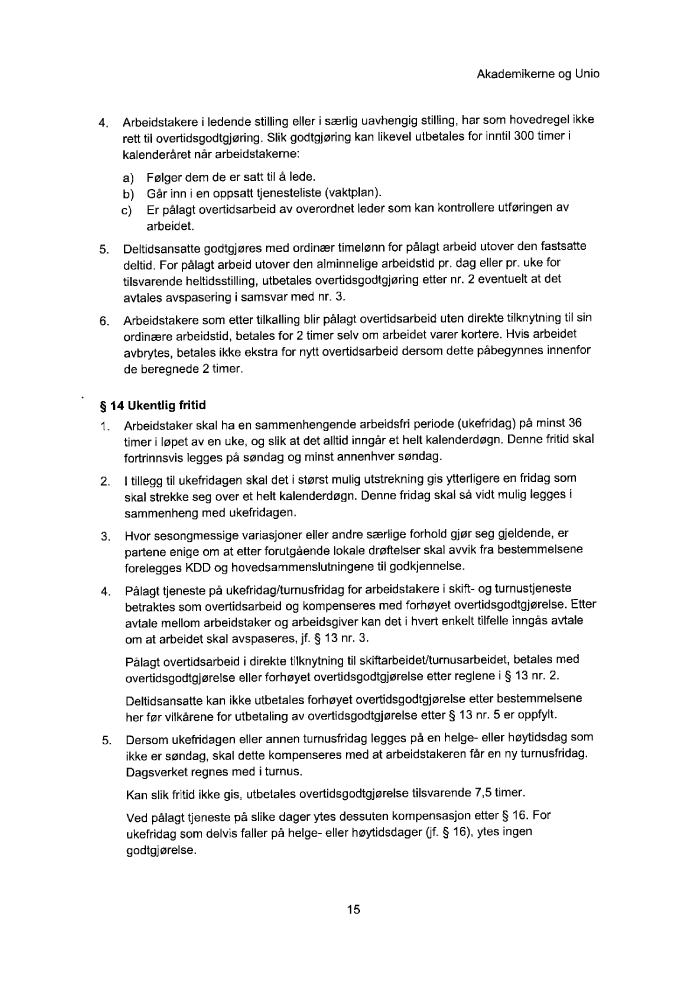 Akademikerne og Unio
4. Arbeidstakere i ledende stilling eller i særlig uavhengig stilling, har som hovedregel ikke
rett til overtidsgodtgjøring. Slik godtgjøring kan likevel utbetales for inntil 300 timer i
kalenderåret når arbeidstakerne:
a) Følger dem de er satt til å lede.
b) Går inn i en oppsatt tjenesteliste (vaktplan).
c) Er pålagt overtidsarbeid av overordnet leder som kan kontrollere utføringen av
arbeidet.
5. Deltidsansatte godtgjøres med ordinær timelønn for pålagt arbeid utover den fastsatte
deltid. For pålagt arbeid utover den alminnelige arbeidstid pr. dag eller pr. uke for
tilsvarende heltidsstilling, utbetales overtidsgodtgjøring etter nr. 2 eventuelt at det
avtales avspasering i samsvar med nr. 3.
6. Arbeidstakere som etter tilkalling blir pålagt overtidsarbeid uten direkte tilknytning til sin
ordinære arbeidstid, betales for 2 timer selv om arbeidet varer kortere. Hvis arbeidet
avbrytes, betales ikke ekstra for nytt overtidsarbeid dersom dette påbegynnes innenfor
de beregnede 2 timer.
§ 14 Ukentlig fritid
1. Arbeidstaker skal ha en sammenhengende arbeidsfri periode (ukefridag) på minst 36
timer i løpet av en uke, og slik at det alltid inngår et helt kalenderdøgn. Denne fritid skal
fortrinnsvis legges på søndag og minst annenhver søndag.
2. I tillegg til ukefridagen skal det i størst mulig utstrekning gis ytterligere en fridag som
skal strekke seg over et helt kalenderdøgn. Denne fridag skal så vidt mulig legges i
sammenheng med ukefridagen.
3. Hvor sesongmessige variasjoner eller andre særlige forhold gjør seg gjeldende, er
partene enige om at etter forutgående lokale drøftelser skal avvik fra bestemmelsene
forelegges KDD og hovedsammenslutningene til godkjennelse.
4. Pålagt tjeneste på ukefridag/turnusfridag for arbeidstakere i skift- og turnustjeneste
betraktes som overtidsarbeid og kompenseres med forhøyet overtidsgodtgjørelse. Etter
avtale mellom arbeidstaker og arbeidsgiver kan det i hvert enkelt tilfelle inngås avtale
om at arbeidet skal avspaseres, jf. § 13 nr. 3.
Pålagt overtidsarbeid i direkte tilknytning til skiftarbeidet/turnusarbeidet, betales med
overtidsgodtgjørelse eller forhøyet overtidsgodtgjørelse etter reglene i § 13 nr. 2.
Deltidsansatte kan ikke utbetales forhøyet overtidsgodtgjørelse etter bestemmelsene
her før vilkårene for utbetaling av overtidsgodtgjørelse etter § 13 nr. 5 er oppfylt.
5. Dersom ukefridagen eller annen turnusfridag legges på en helge- eller høytidsdag som
ikke er søndag, skal dette kompenseres med at arbeidstakeren får en ny turnusfridag.
Dagsverket regnes med i turnus.
Kan slik fritid ikke gis, utbetales overtidsgodtgjørelse tilsvarende 7,5 timer.
Ved pålagt tjeneste på slike dager ytes dessuten kompensasjon etter § 16. For
ukefridag som delvis faller på helge- eller høytidsdager (jf. § 16), ytes ingen
godtgjørelse.
15